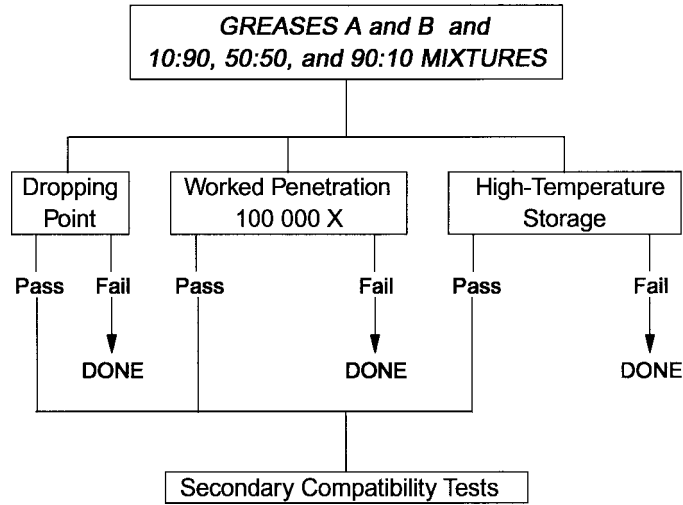 GREASES A and B and
10:90, 50:50, and 90:10 MIXTURES
Dropping
Point
Worked Penetration
100 000 X
High-Temperature
Storage
Pass
Fail
Pass
Fail
Pass
Fail
DONE
DONE
DONE
Secondary Compatibility Tests